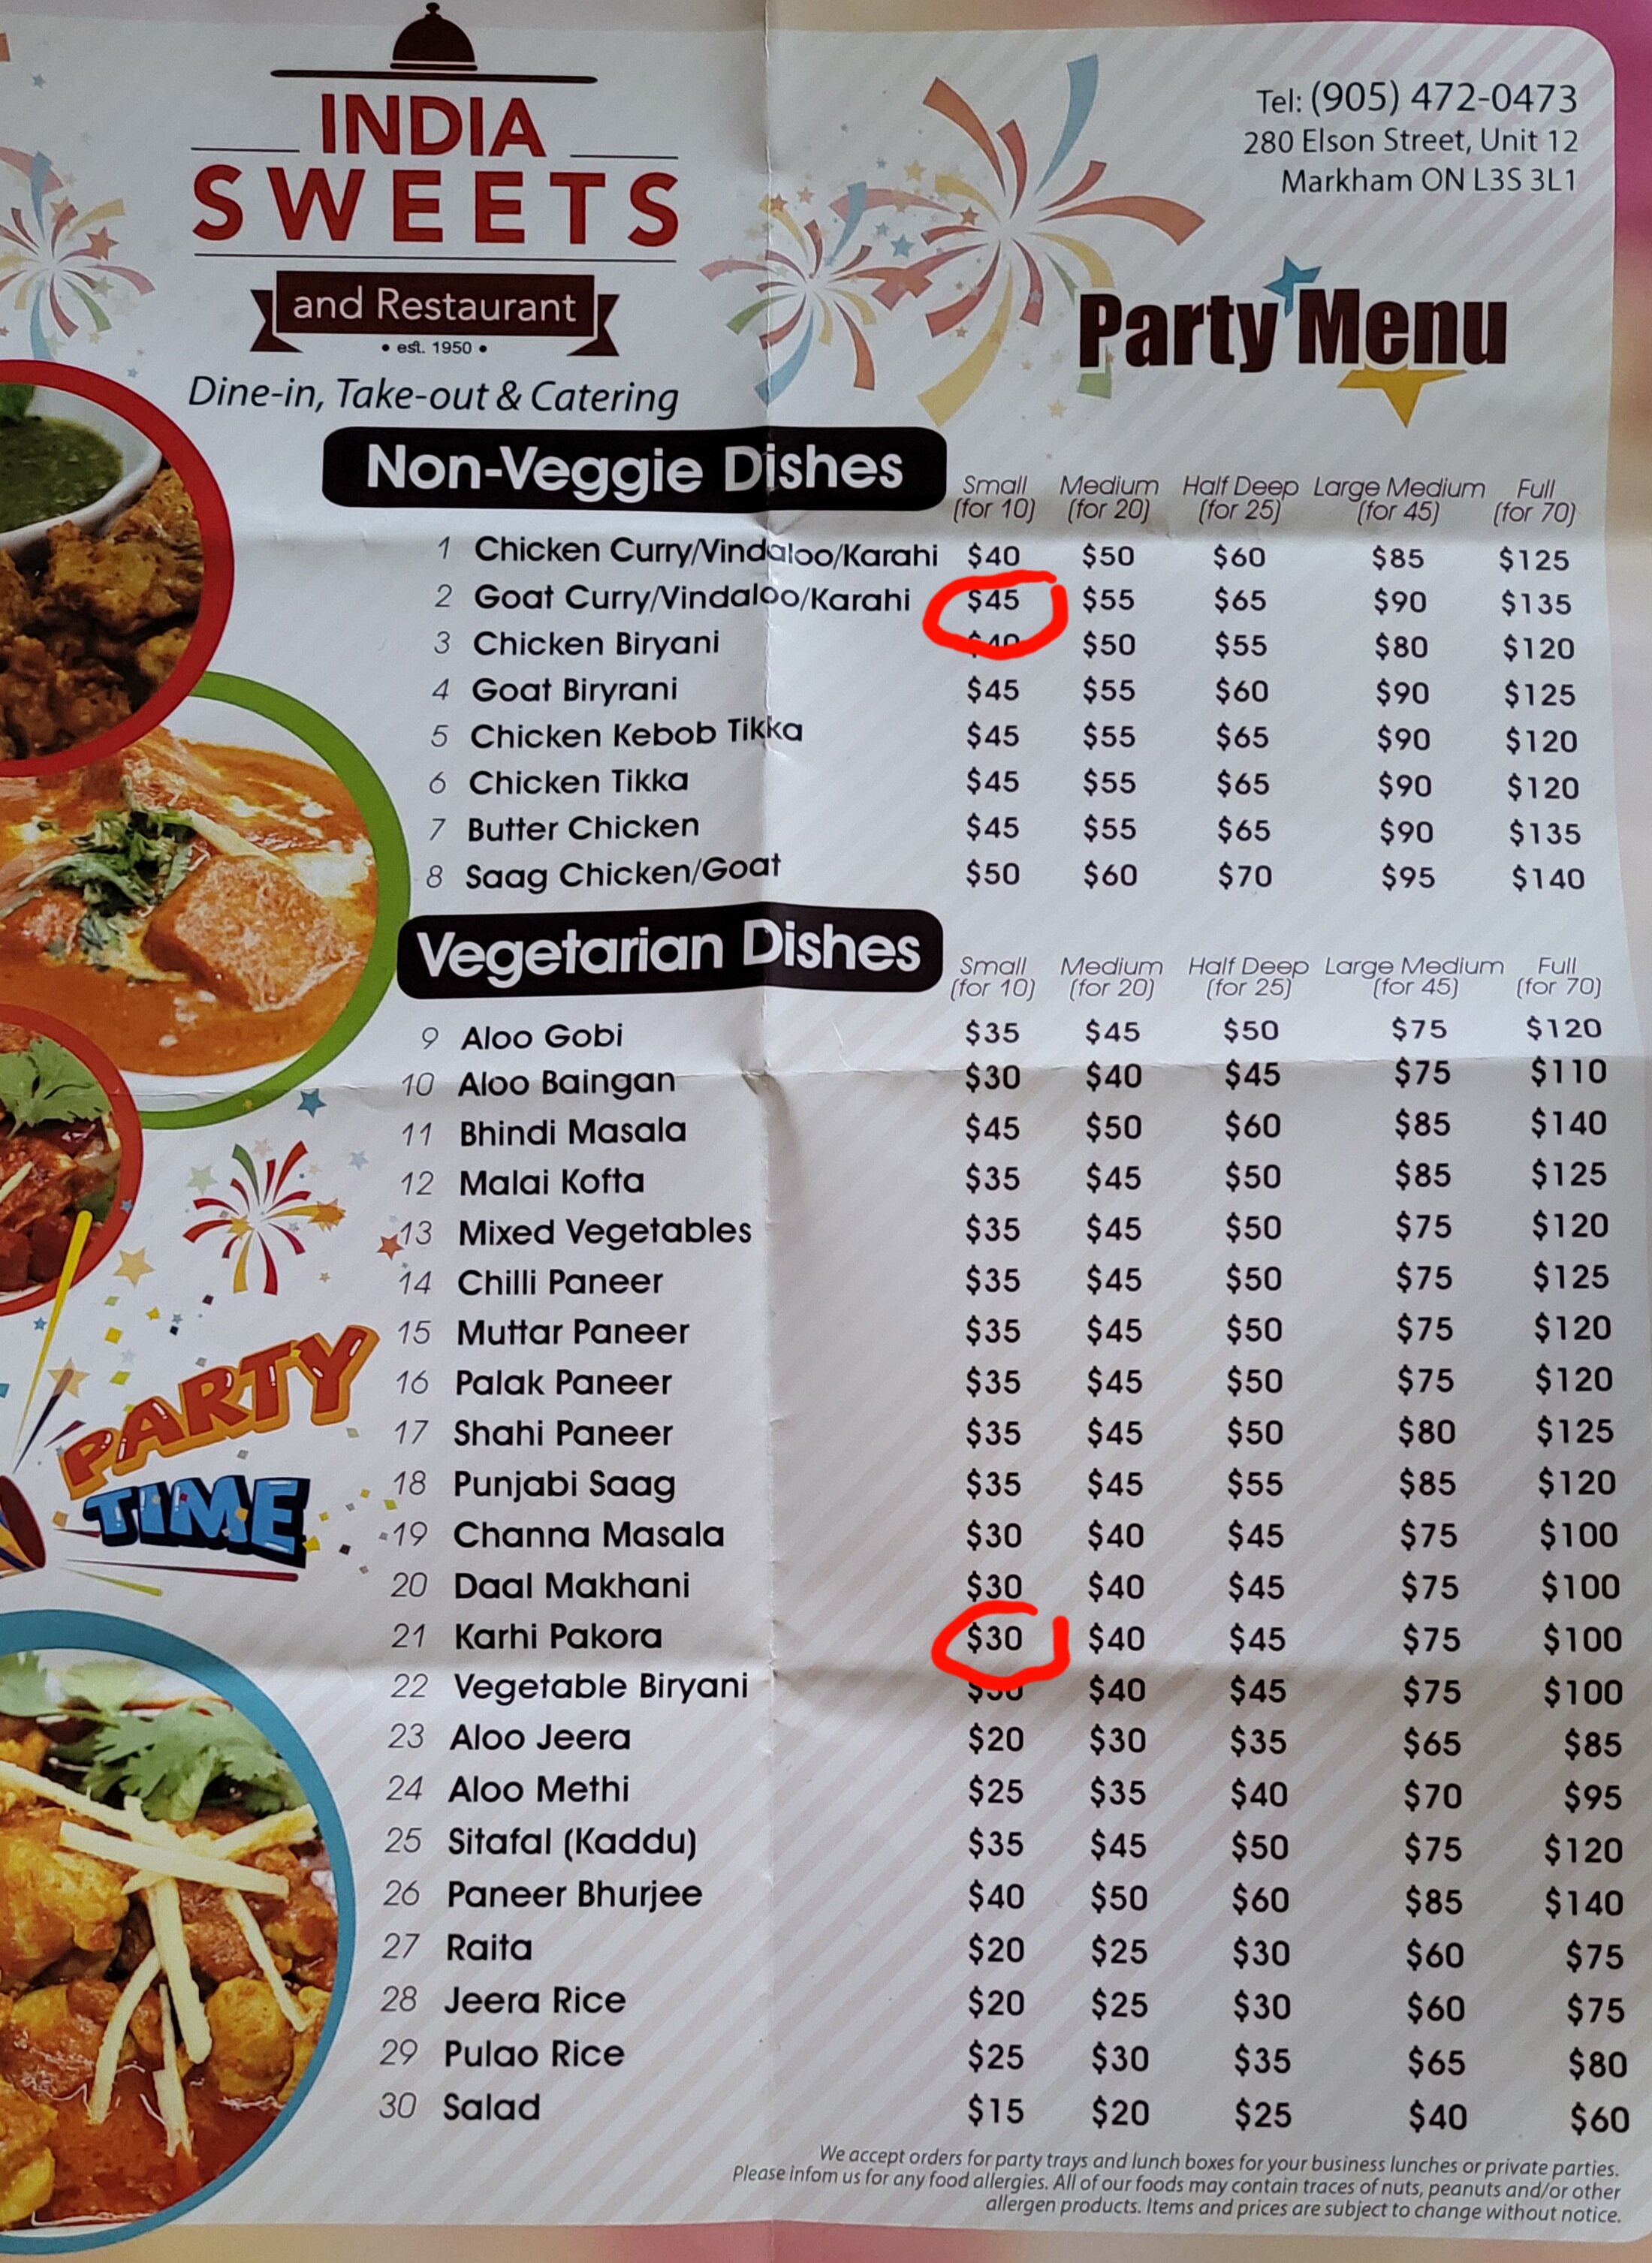 INDIA
SWEETS
and Restaurant
• est. 1950 •
Dine-in, Take-out & Catering
Tel: (905) 472-0473
280 Elson Street, Unit 12
Markham ON L3S 3L1
Party Menu
Non-Veggie Dishes Small (for 10) Medium (for 20) Half Deep (for 25) Large Medium (for 45) Full (for 70)
1 Chicken Curry/Vindaloo/Karahi $40 $50 $60 $85 $125
2 Goat Curry/Vindaloo/Karahi $45 $55 $65 $90 $135
3 Chicken Biryani $40 $50 $55 $80 $120
4 Goat Biryrani $45 $55 $60 $90 $125
5 Chicken Kebob Tikka $45 $55 $65 $90 $120
6 Chicken Tikka $45 $55 $65 $90 $120
7 Butter Chicken $45 $55 $65 $90 $135
8 Saag Chicken/Goat $50 $60 $70 $95 $140
Vegetarian Dishes Small (for 10) Medium (for 20) Half Deep (for 25) Large Medium (for 45) Full (for 70)
9 Aloo Gobi $35 $45 $50 $75 $120
10 Aloo Baingan $30 $40 $45 $75 $110
11 Bhindi Masala $45 $50 $60 $85 $140
12 Malai Kofta $35 $45 $50 $85 $125
13 Mixed Vegetables $35 $45 $50 $75 $120
14 Chilli Paneer $35 $45 $50 $75 $125
15 Muttar Paneer $35 $45 $50 $75 $120
16 Palak Paneer $35 $45 $50 $75 $120
17 Shahi Paneer $35 $45 $50 $80 $125
18 Punjabi Saag $35 $45 $55 $85 $120
19 Channa Masala $30 $40 $45 $75 $100
20 Daal Makhani $30 $40 $45 $75 $100
21 Karhi Pakora $30 $40 $45 $75 $100
22 Vegetable Biryani $30 $40 $45 $75 $100
23 Aloo Jeera $20 $30 $35 $65 $85
24 Aloo Methi $25 $35 $40 $70 $95
25 Sitafal (Kaddu) $35 $45 $50 $75 $120
26 Paneer Bhurjee $40 $50 $60 $85 $140
27 Raita $20 $25 $30 $60 $75
28 Jeera Rice $20 $25 $30 $60 $75
29 Pulao Rice $25 $30 $35 $65 $80
30 Salad $15 $20 $25 $40 $60
PARTY
TIME
We accept orders for party trays and lunch boxes for your business lunches or private parties.
Please infom us for any food allergies. All of our foods may contain traces of nuts, peanuts and/or other
allergen products. Items and prices are subject to change without notice.